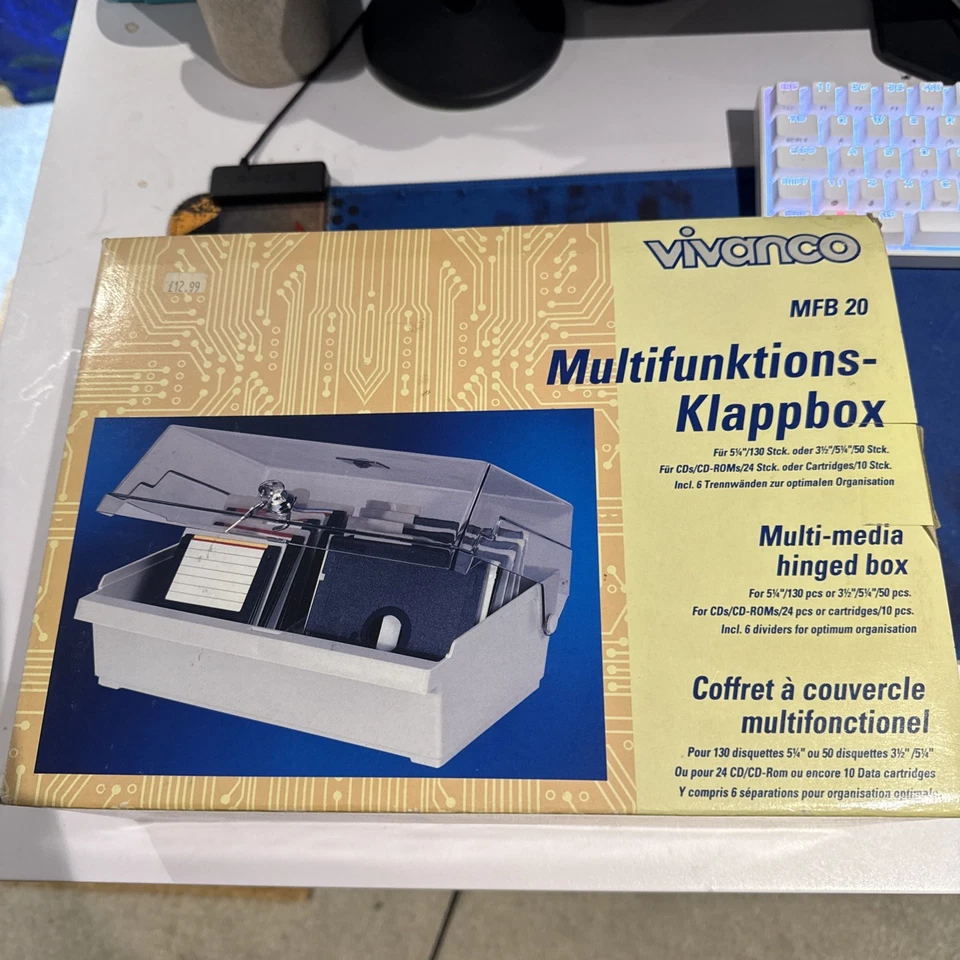 £12.99
vivanco
MFB 20
Multifunktions-
Klappbox
Für 5¼"/130 Stck. oder 3½"/5¼"/50 Stck.
Für CDs/CD-ROMs/24 Stck. oder Cartridges/10 Stck.
Incl. 6 Trennwänden zur optimalen Organisation
Multi-media
hinged box
For 5¼"/130 pcs or 3½"/5¼"/50 pcs.
For CDs/CD-ROMs/24 pcs or cartridges/10 pcs.
Incl. 6 dividers for optimum organisation
Coffret à couvercle
multifonctionel
Pour 130 disquettes 5¼" ou 50 disquettes 3½"/5¼"
Ou pour 24 CD/CD-Rom ou encore 10 Data cartridges
Y compris 6 séparations pour organisation optimale